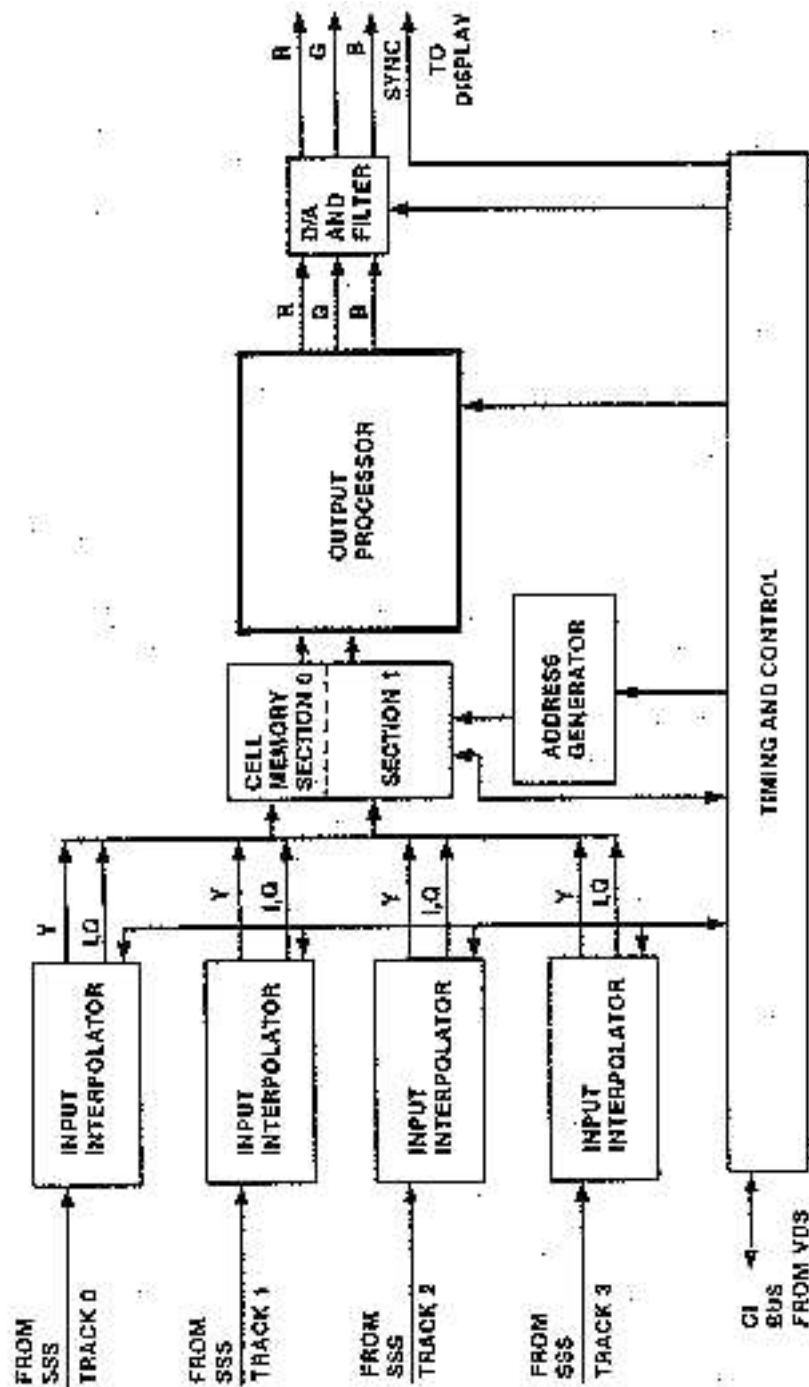 FROM
SSS
TRACK 0
INPUT
INTERPOLATOR
Y
I,Q
FROM
SSS
TRACK 1
INPUT
INTERPOLATOR
Y
I,Q
FROM
SSS
TRACK 2
INPUT
INTERPOLATOR
Y
I,Q
FROM
SSS
TRACK 3
INPUT
INTERPOLATOR
Y
I,Q
CELL
MEMORY
SECTION 0
SECTION 1
ADDRESS
GENERATOR
OUTPUT
PROCESSOR
R
G
B
D/A
AND
FILTER
R
G
B
SYNC
TO
DISPLAY
CI
BUS
FROM VDS
TIMING AND CONTROL